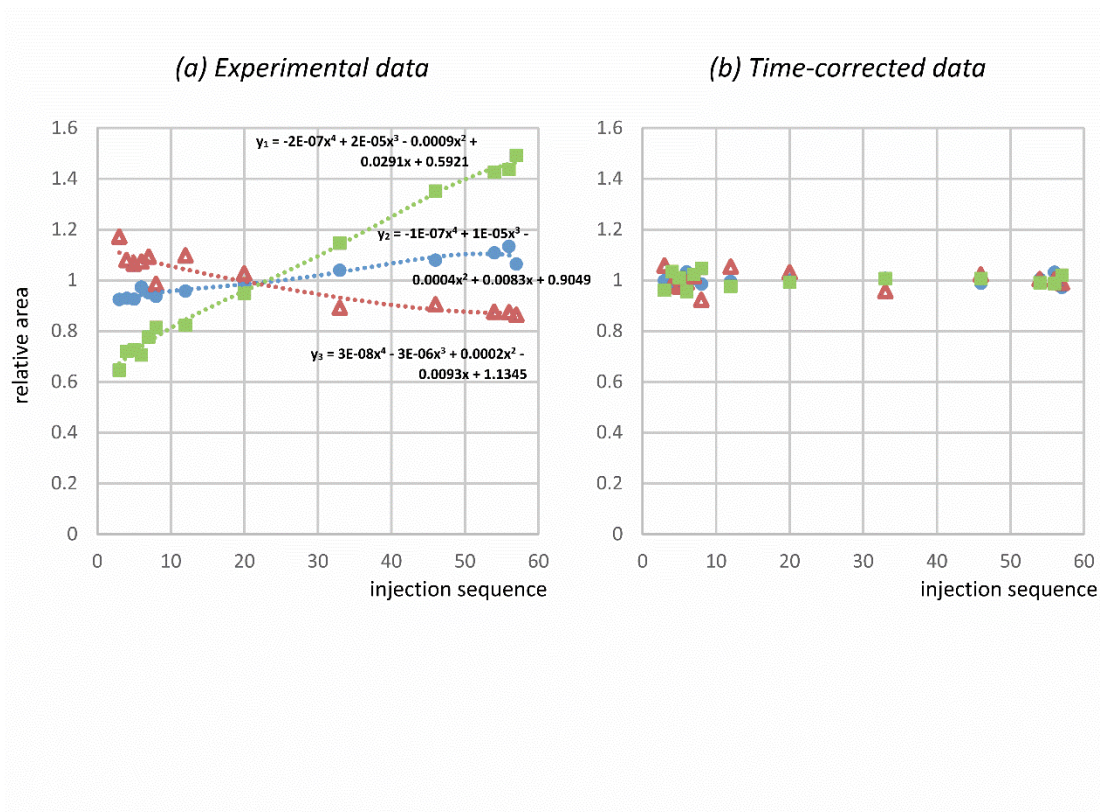 (a) Experimental data
(b) Time-corrected data
relative area
1.6
1.4
1.2
1
0.8
0.6
0.4
0.2
0
0 10 20 30 40 50 60
injection sequence
y₁ = -2E-07x⁴ + 2E-05x³ - 0.0009x² +
0.0291x + 0.5921
y₂ = -1E-07x⁴ + 1E-05x³ -
0.0004x² + 0.0083x + 0.9049
y₃ = 3E-08x⁴ - 3E-06x³ + 0.0002x² -
0.0093x + 1.1345
1.6
1.4
1.2
1
0.8
0.6
0.4
0.2
0
0 10 20 30 40 50 60
injection sequence